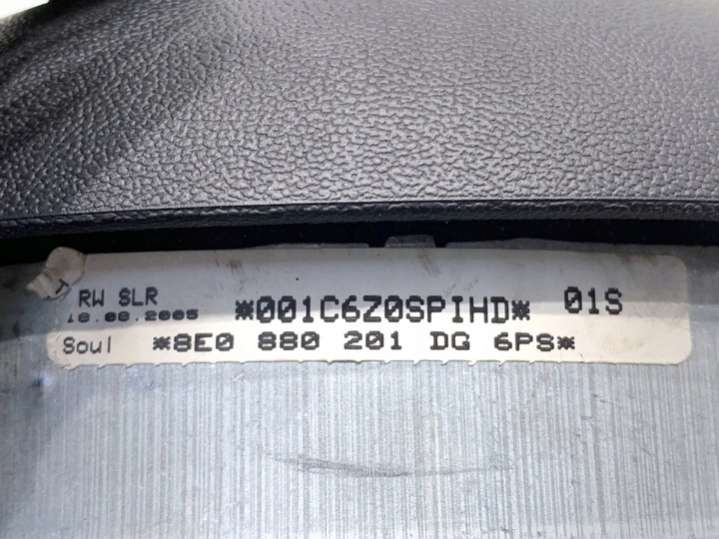 RW SLR
*001C6Z0SPIHD* 01S
Soul *8E0 880 201 DG 6PS*